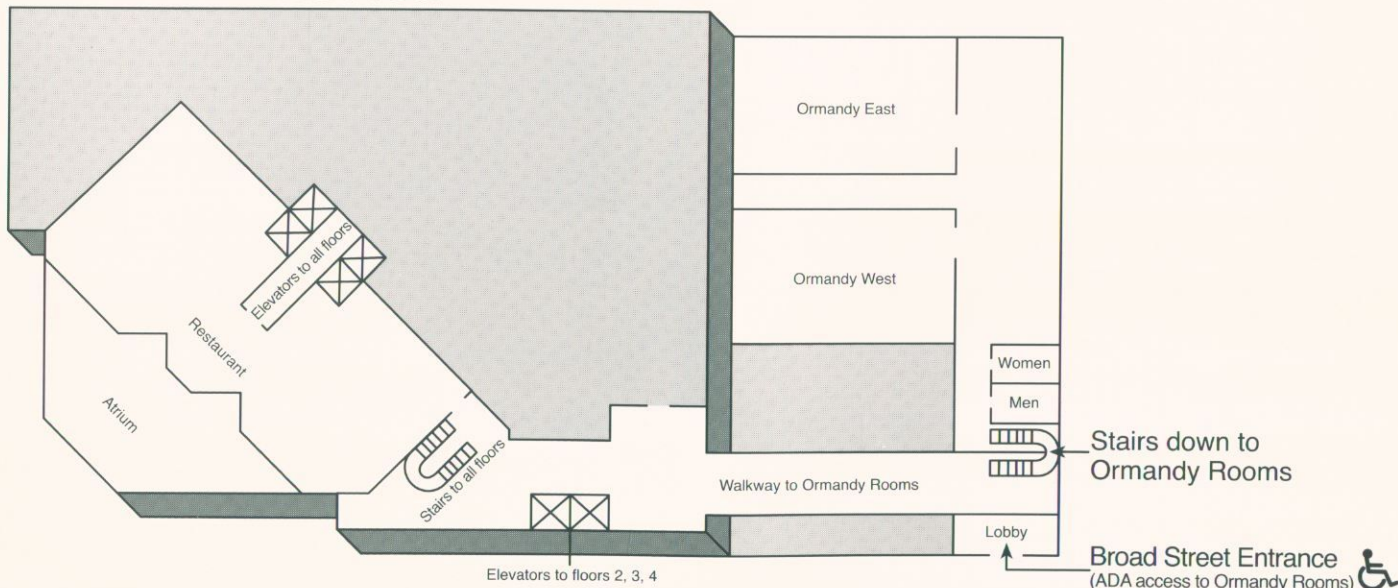 Ormandy East
Elevators to all floors
Ormandy West
Restaurant
Women
Atrium
Men
Stairs to all floors
Stairs down to
Ormandy Rooms
Walkway to Ormandy Rooms
Lobby
Broad Street Entrance
(ADA access to Ormandy Rooms)
Elevators to floors 2, 3, 4